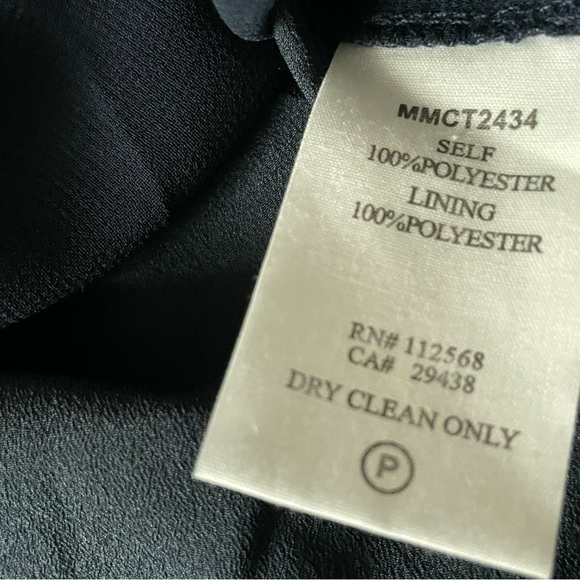 MMCT2434
SELF
100%POLYESTER
LINING
100%POLYESTER
RN# 112568
CA# 29438
DRY CLEAN ONLY
P